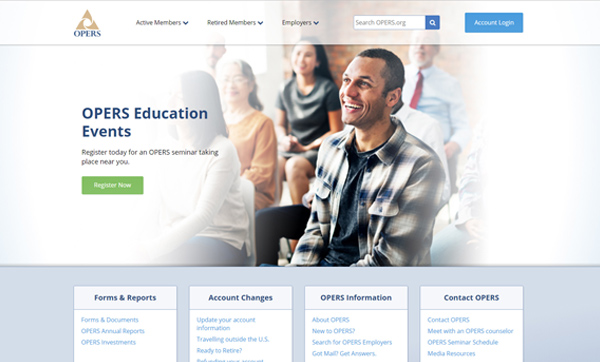 OPERS
Active Members
Retired Members
Employers
Search OPERS.org
Account Login
OPERS Education
Events
Register today for an OPERS seminar taking
place near you.
Register Now
Forms & Reports
Forms & Documents
OPERS Annual Reports
OPERS Investments
Account Changes
Update your account
information
Travelling outside the U.S.
Ready to Retire?
Refunding your account
OPERS Information
About OPERS
New to OPERS?
Search for OPERS Employers
Got Mail? Get Answers.
Contact OPERS
Contact OPERS
Meet with an OPERS counselor
OPERS Seminar Schedule
Media Resources